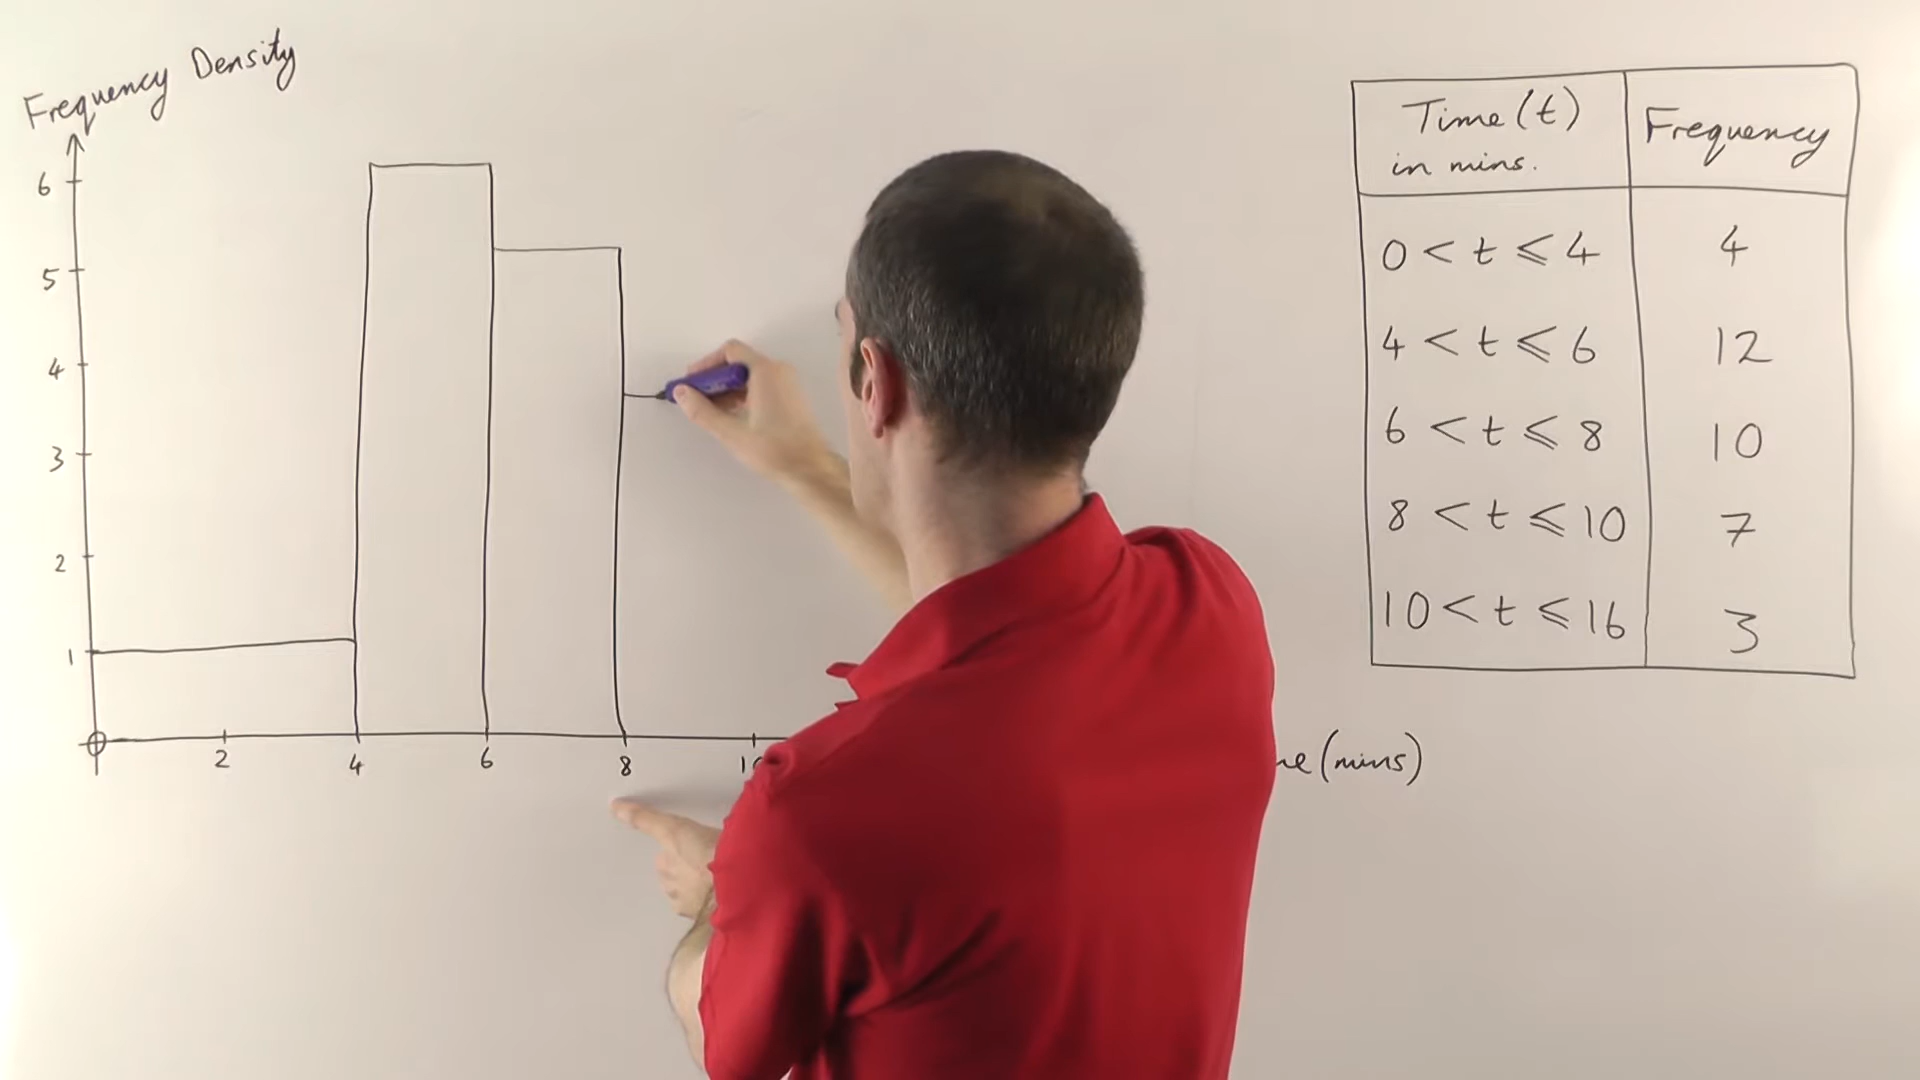 Frequency Density
6
5
4
3
2
1
2 4 6 8
(mins)
Time (t) in mins. Frequency
0 < t ⩽ 4 4
4 < t ⩽ 6 12
6 < t ⩽ 8 10
8 < t ⩽ 10 7
10 < t ⩽ 16 3